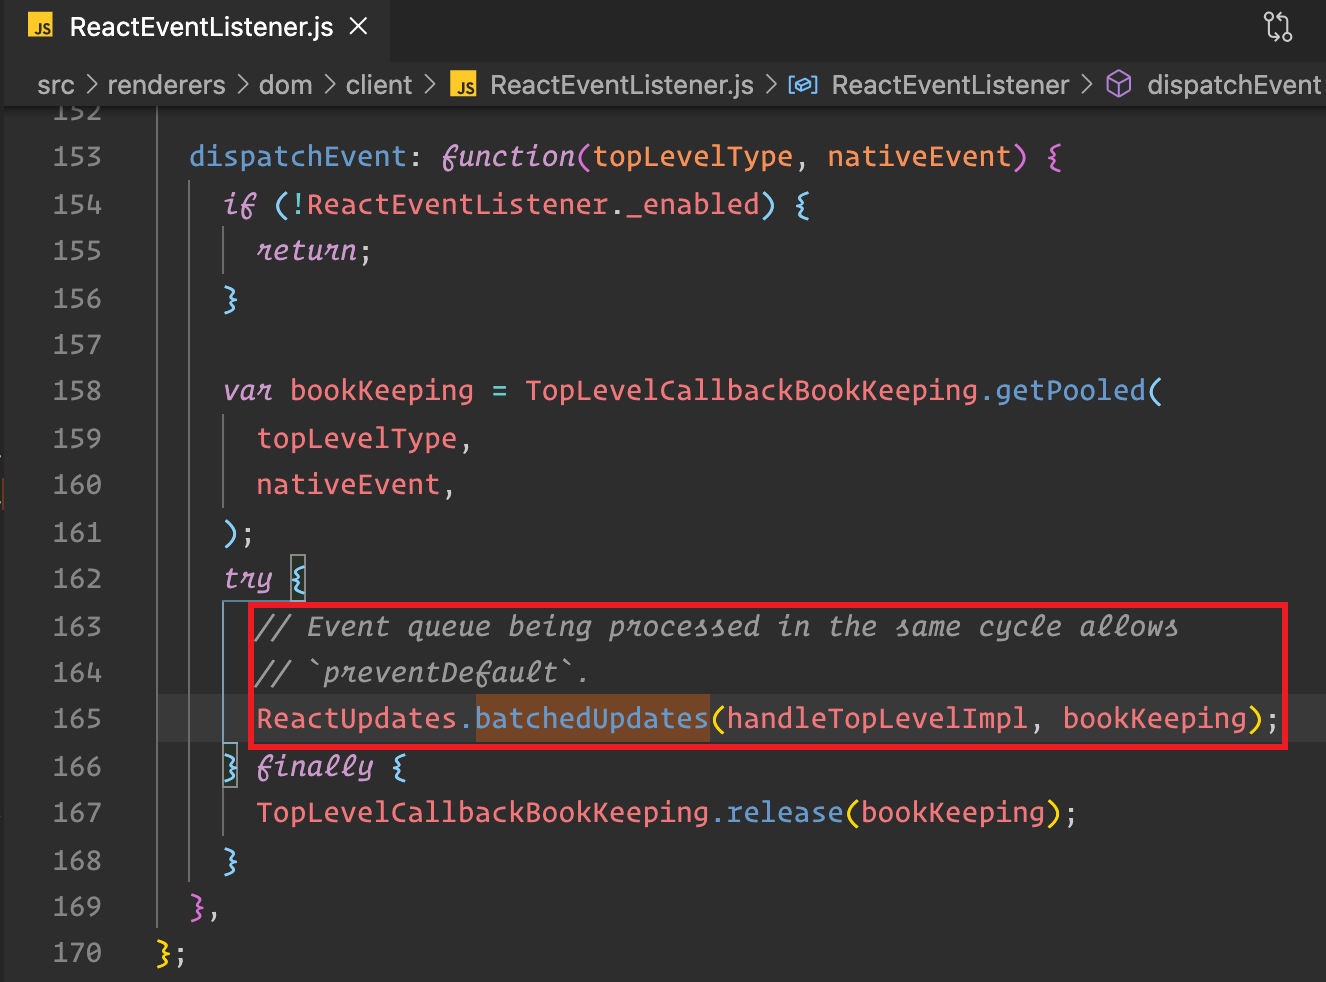 JS ReactEventListener.js ×
src > renderers > dom > client > JS ReactEventListener.js > ReactEventListener > dispatchEvent
152
153 dispatchEvent: function(topLevelType, nativeEvent) {
154 if (!ReactEventListener._enabled) {
155 return;
156 }
157
158 var bookKeeping = TopLevelCallbackBookKeeping.getPooled(
159 topLevelType,
160 nativeEvent,
161 );
162 try {
163 // Event queue being processed in the same cycle allows
164 // `preventDefault`.
165 ReactUpdates.batchedUpdates(handleTopLevelImpl, bookKeeping);
166 } finally {
167 TopLevelCallbackBookKeeping.release(bookKeeping);
168 }
169 },
170 };